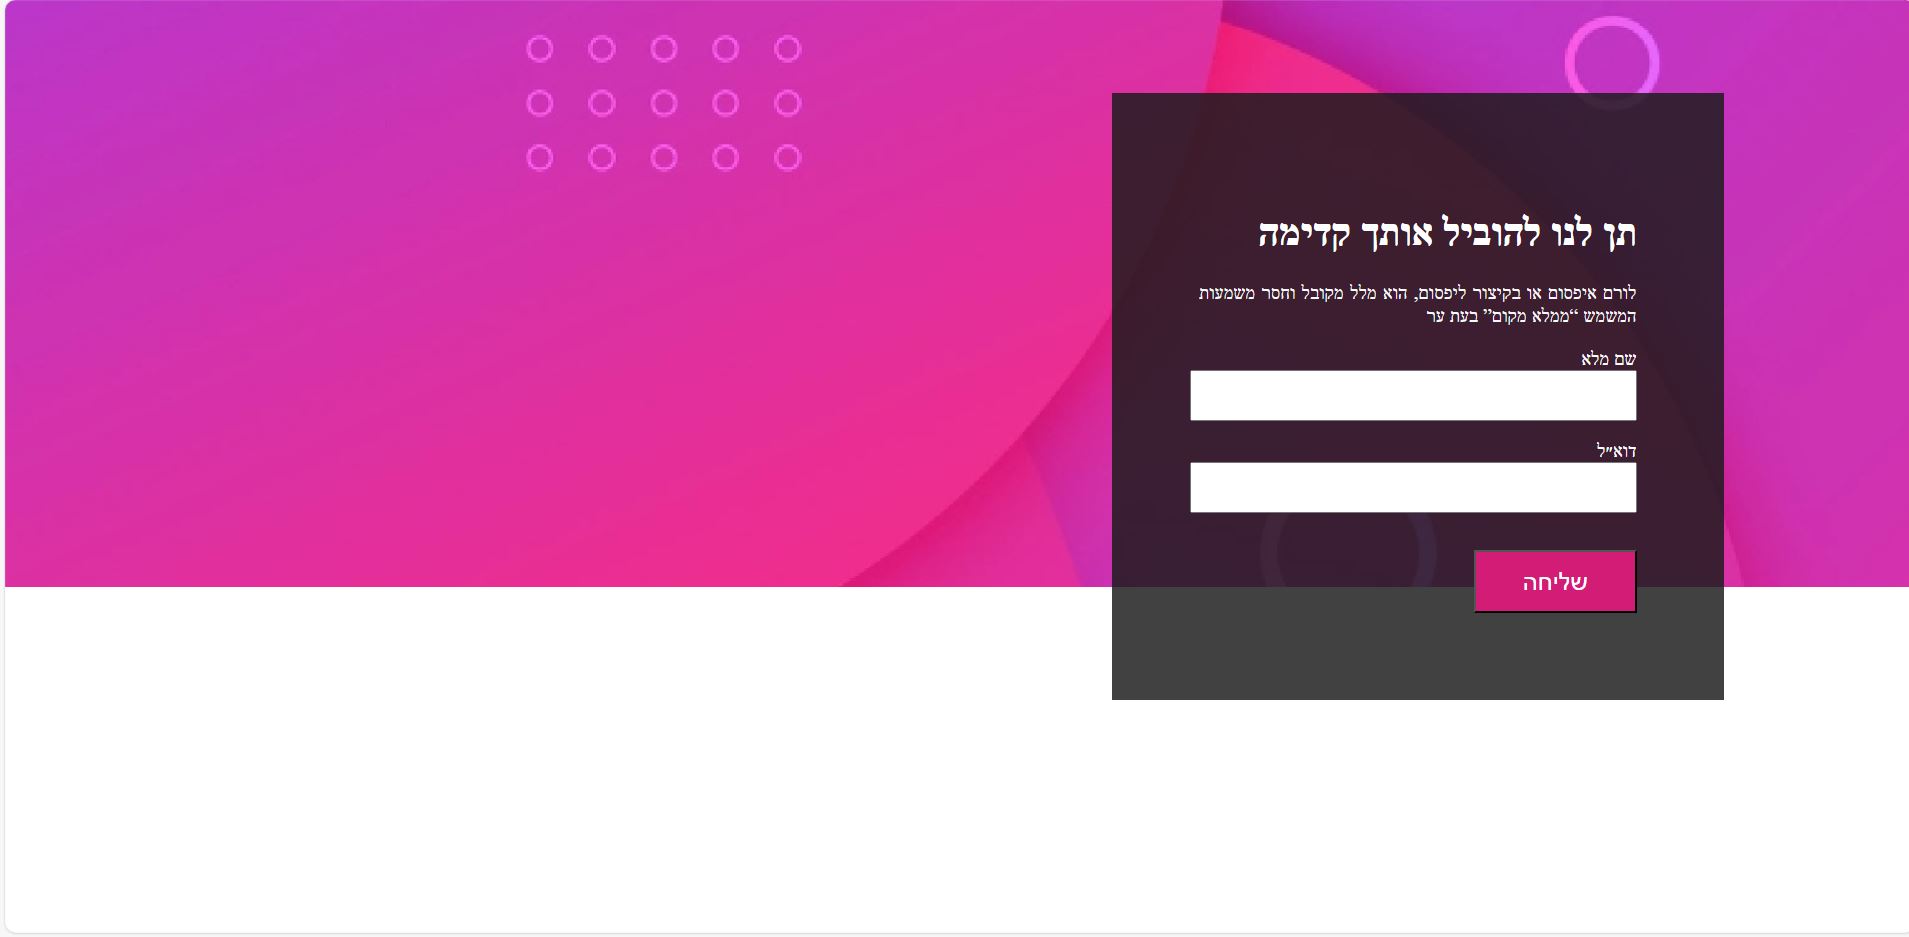 תן לנו להוביל אותך קדימה
לורם איפסום או בקיצור ליפסום, הוא מלל מקובל וחסר משמעות
המשמש “ממלא מקום” בעת ער
שם מלא
דוא״ל
שליחה